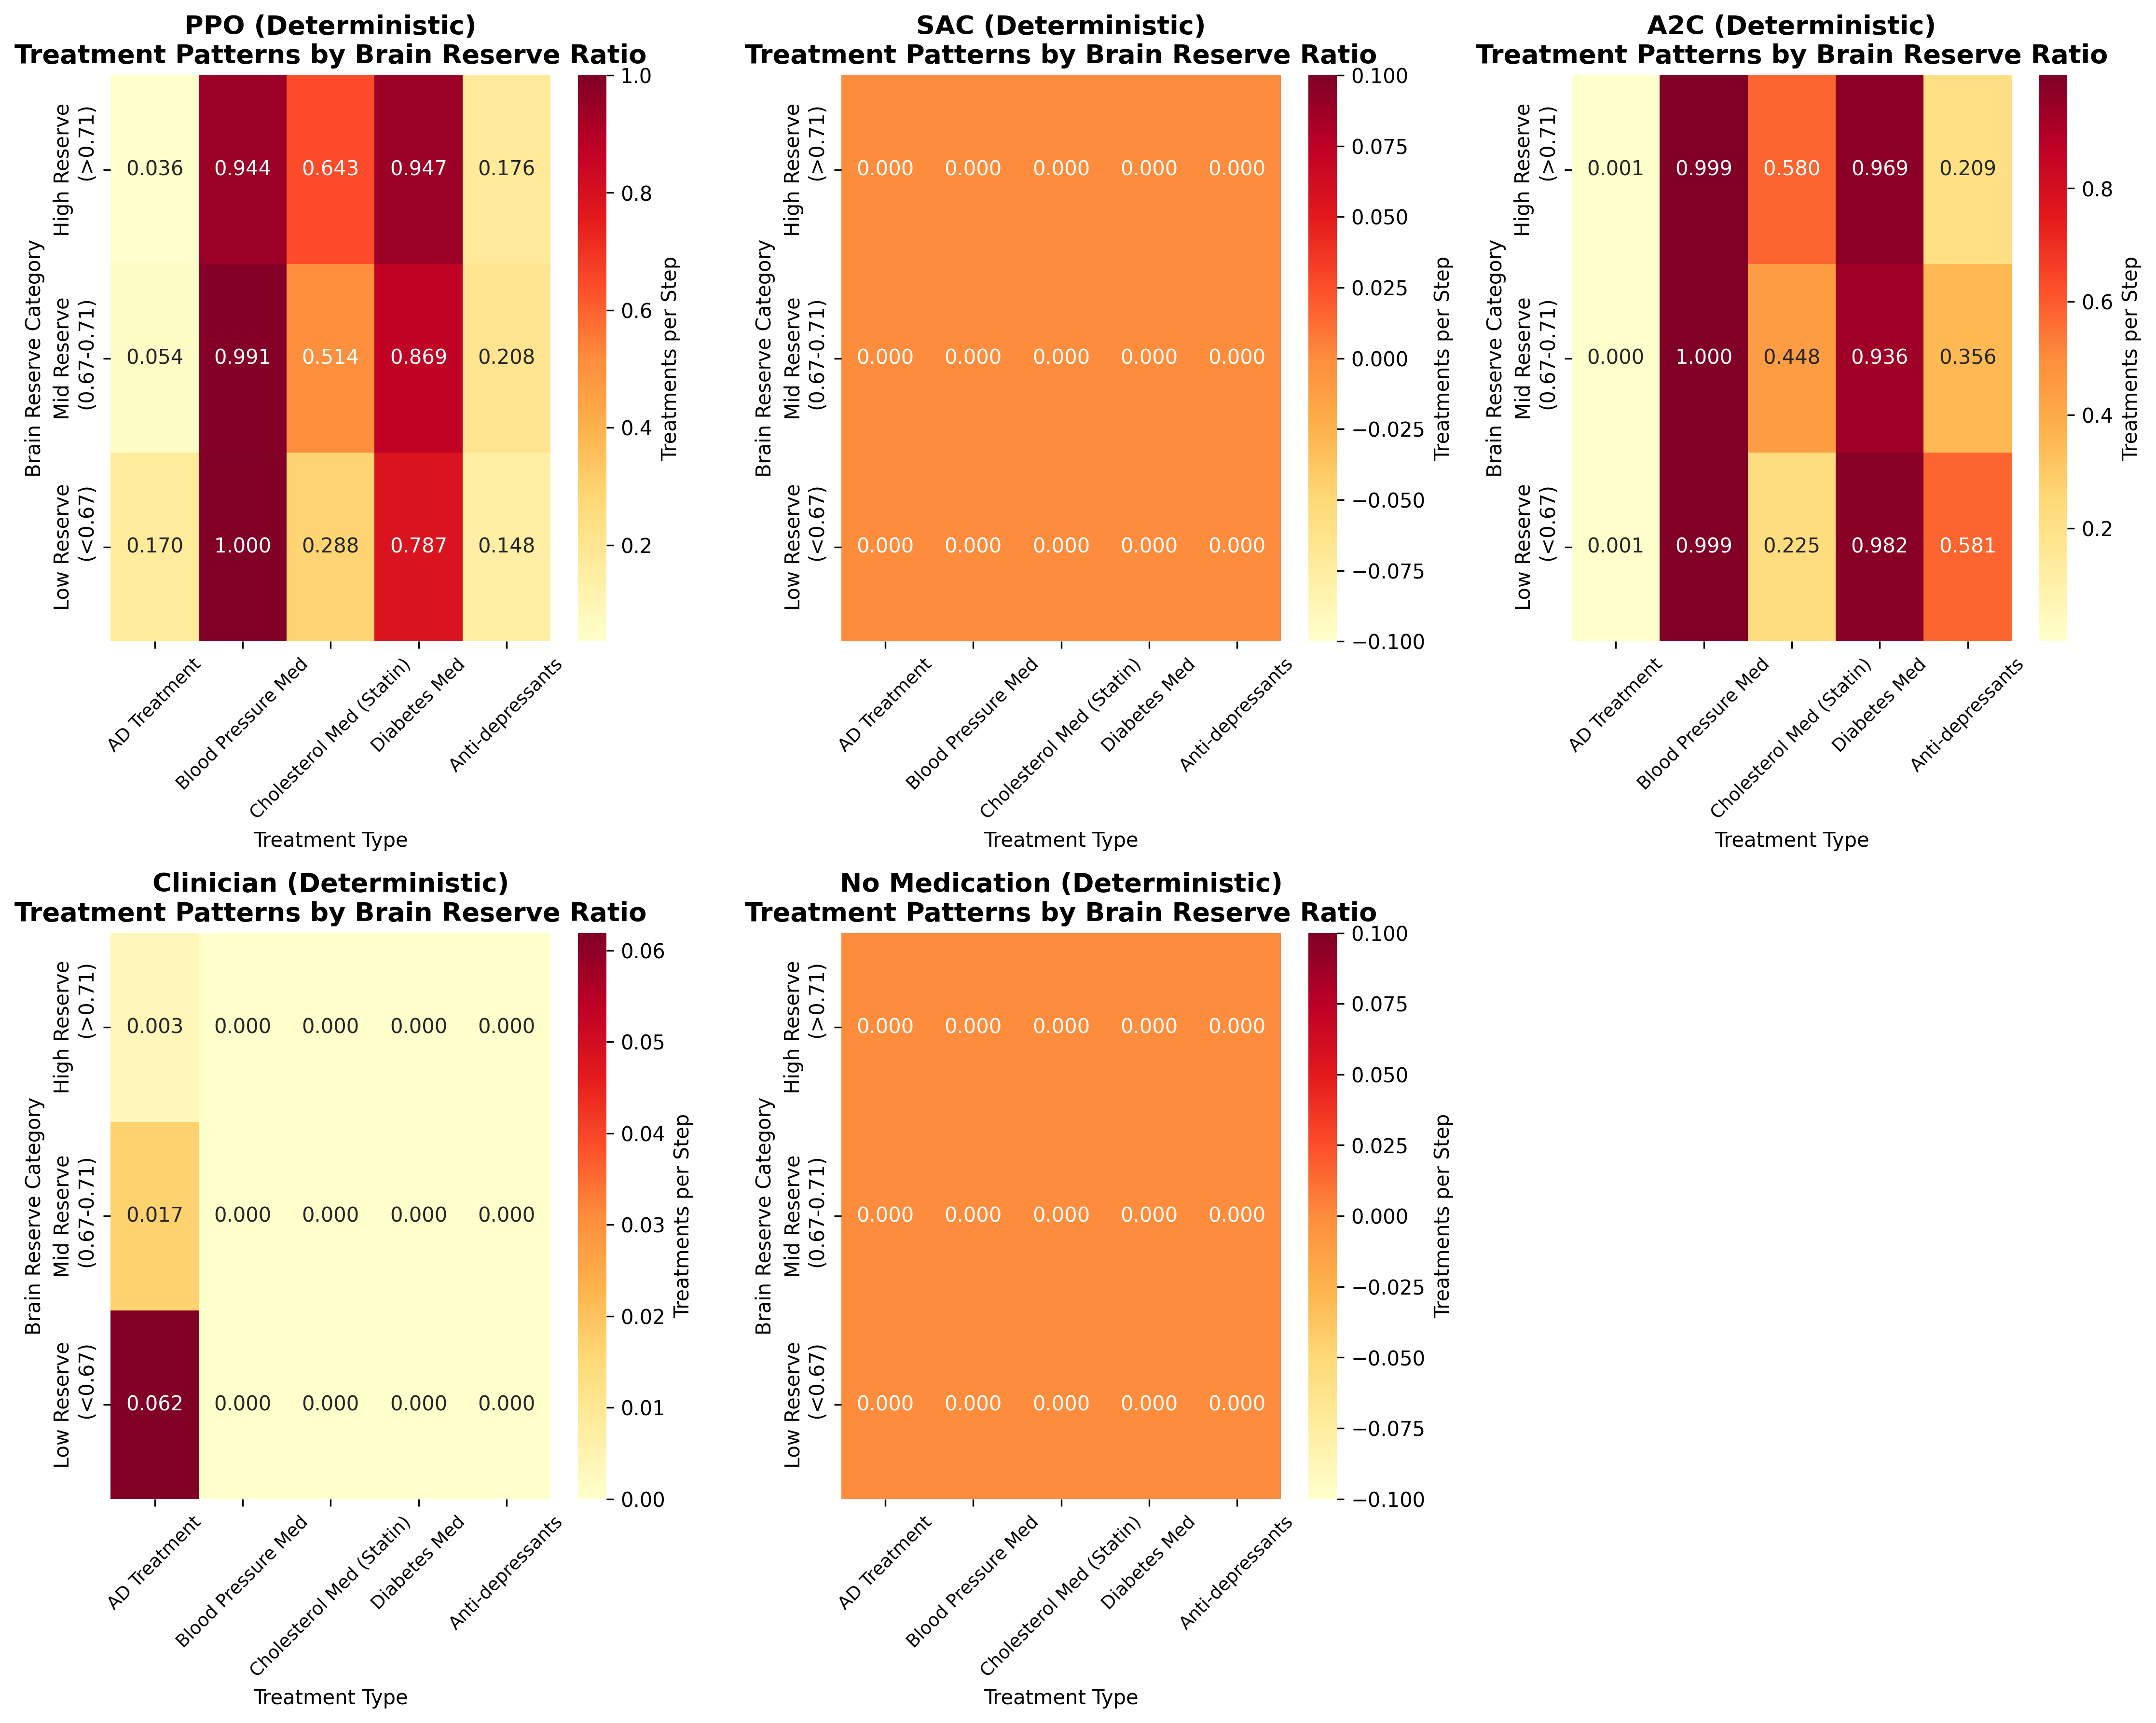 PPO (Deterministic)
Treatment Patterns by Brain Reserve Ratio
Brain Reserve Category
High Reserve
(>0.71)
Mid Reserve
(0.67-0.71)
Low Reserve
(<0.67)
0.036 0.944 0.643 0.947 0.176
0.054 0.991 0.514 0.869 0.208
0.170 1.000 0.288 0.787 0.148
AD Treatment
Blood Pressure Med
Cholesterol Med (Statin)
Diabetes Med
Anti-depressants
Treatment Type
1.0
0.8
0.6
0.4
0.2
Treatments per Step
SAC (Deterministic)
Treatment Patterns by Brain Reserve Ratio
Brain Reserve Category
High Reserve
(>0.71)
Mid Reserve
(0.67-0.71)
Low Reserve
(<0.67)
0.000 0.000 0.000 0.000 0.000
0.000 0.000 0.000 0.000 0.000
0.000 0.000 0.000 0.000 0.000
AD Treatment
Blood Pressure Med
Cholesterol Med (Statin)
Diabetes Med
Anti-depressants
Treatment Type
0.100
0.075
0.050
0.025
0.000
−0.025
−0.050
−0.075
−0.100
Treatments per Step
A2C (Deterministic)
Treatment Patterns by Brain Reserve Ratio
Brain Reserve Category
High Reserve
(>0.71)
Mid Reserve
(0.67-0.71)
Low Reserve
(<0.67)
0.001 0.999 0.580 0.969 0.209
0.000 1.000 0.448 0.936 0.356
0.001 0.999 0.225 0.982 0.581
AD Treatment
Blood Pressure Med
Cholesterol Med (Statin)
Diabetes Med
Anti-depressants
Treatment Type
0.8
0.6
0.4
0.2
Treatments per Step
Clinician (Deterministic)
Treatment Patterns by Brain Reserve Ratio
Brain Reserve Category
High Reserve
(>0.71)
Mid Reserve
(0.67-0.71)
Low Reserve
(<0.67)
0.003 0.000 0.000 0.000 0.000
0.017 0.000 0.000 0.000 0.000
0.062 0.000 0.000 0.000 0.000
AD Treatment
Blood Pressure Med
Cholesterol Med (Statin)
Diabetes Med
Anti-depressants
Treatment Type
0.06
0.05
0.04
0.03
0.02
0.01
0.00
Treatments per Step
No Medication (Deterministic)
Treatment Patterns by Brain Reserve Ratio
Brain Reserve Category
High Reserve
(>0.71)
Mid Reserve
(0.67-0.71)
Low Reserve
(<0.67)
0.000 0.000 0.000 0.000 0.000
0.000 0.000 0.000 0.000 0.000
0.000 0.000 0.000 0.000 0.000
AD Treatment
Blood Pressure Med
Cholesterol Med (Statin)
Diabetes Med
Anti-depressants
Treatment Type
0.100
0.075
0.050
0.025
0.000
−0.025
−0.050
−0.075
−0.100
Treatments per Step